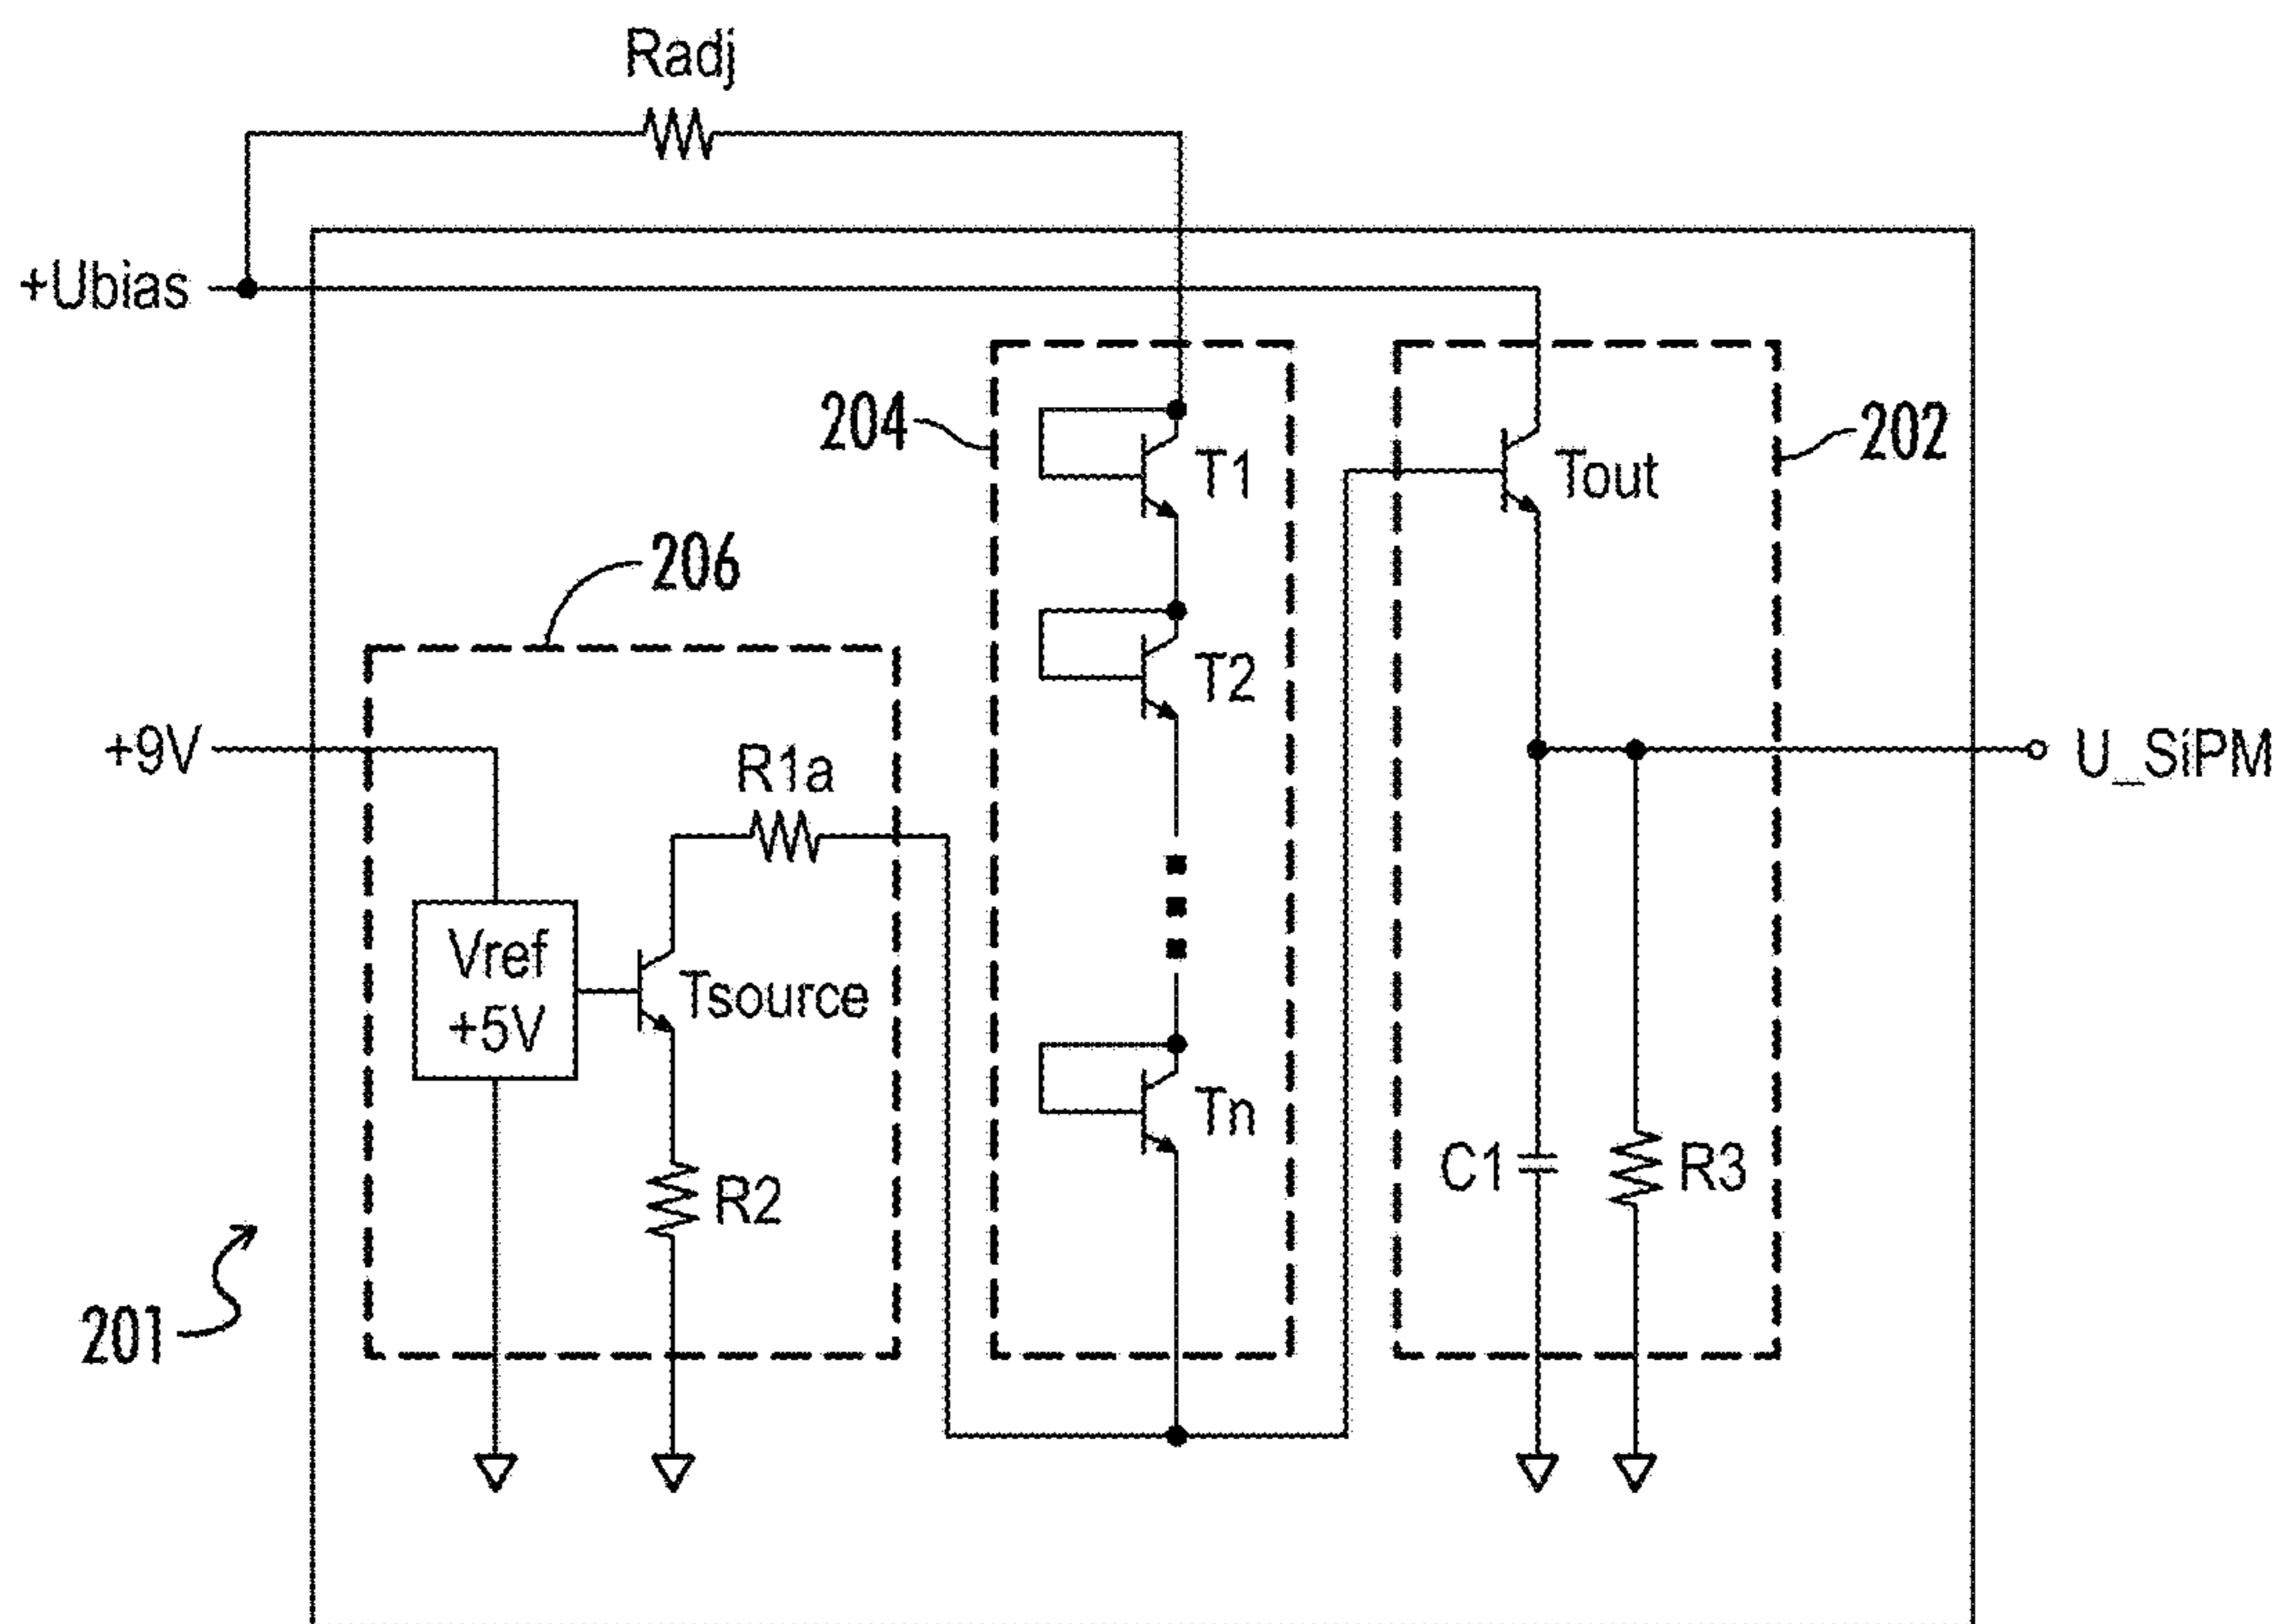 Radj
+Ubias
204
T1
Tout
202
206
T2
+9V
R1a
U_SiPM
Vref
+5V
Tsource
Tn
C1
R3
R2
201